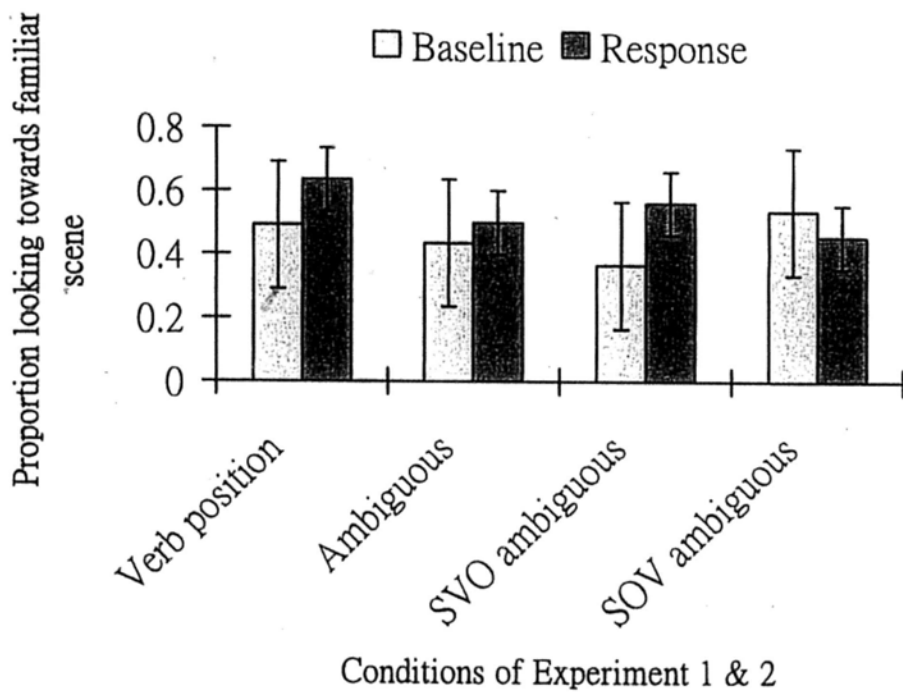 Proportion looking towards familiar
scene
Baseline Response
0.8
0.6
0.4
0.2
0
Verb position
Ambiguous
SVO ambiguous
SOV ambiguous
Conditions of Experiment 1 & 2